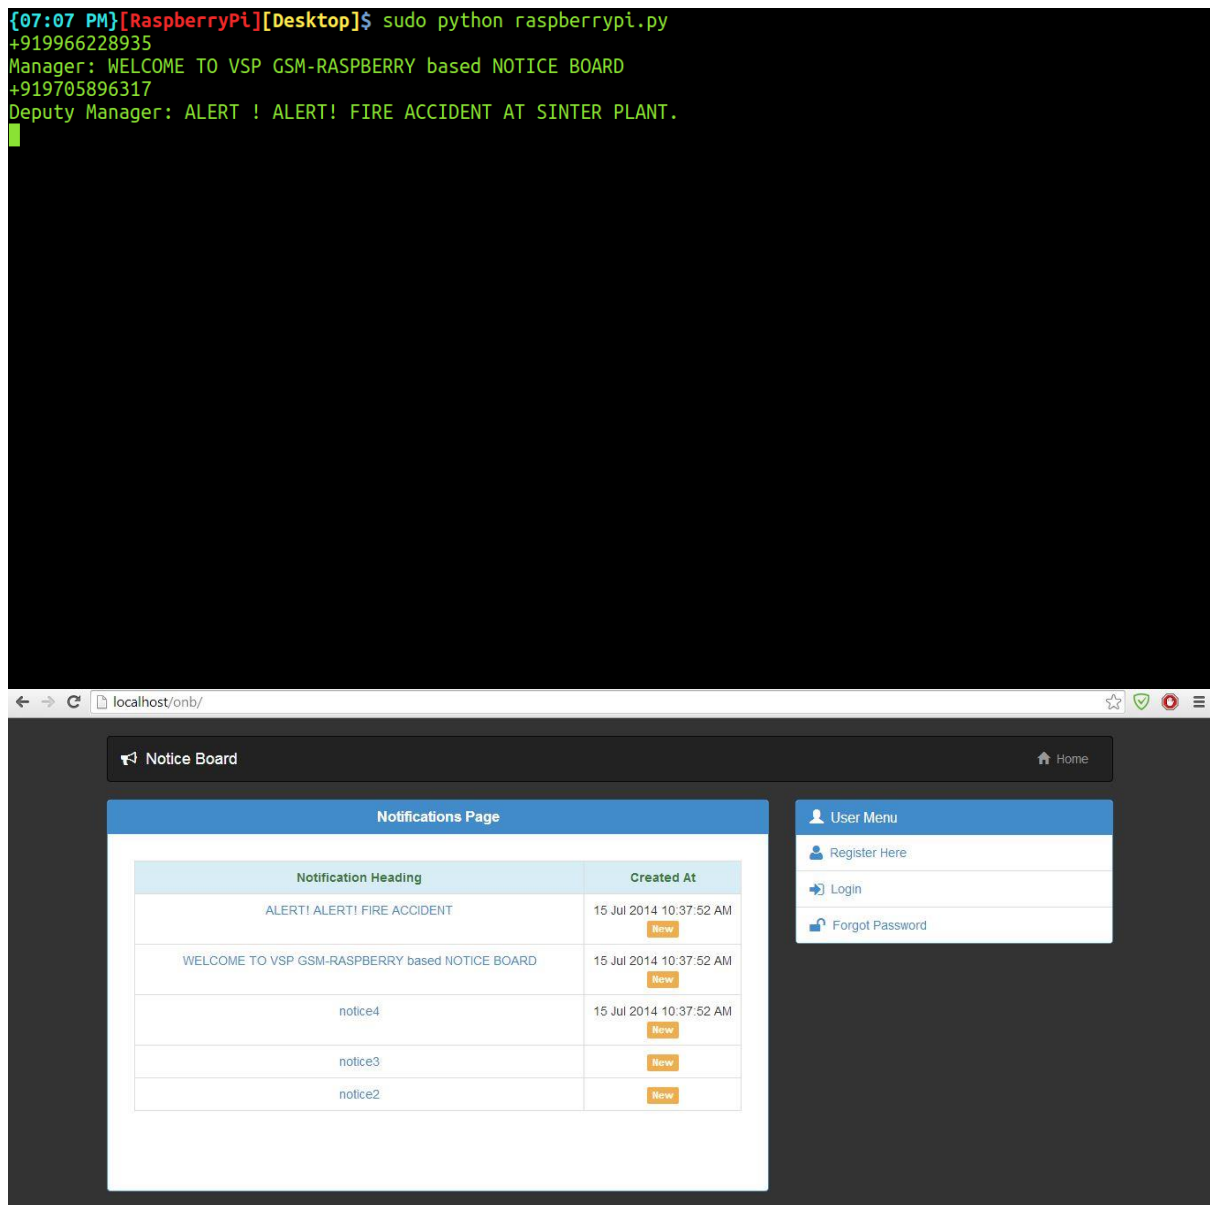 {07:07 PM}[RaspberryPi][Desktop]$ sudo python raspberrypi.py
+919966228935
Manager: WELCOME TO VSP GSM-RASPBERRY based NOTICE BOARD
+919705896317
Deputy Manager: ALERT ! ALERT! FIRE ACCIDENT AT SINTER PLANT.
localhost/onb/
Notice Board
Home
Notifications Page
Notification Heading Created At
ALERT! ALERT! FIRE ACCIDENT 15 Jul 2014 10:37:52 AM
New
WELCOME TO VSP GSM-RASPBERRY based NOTICE BOARD 15 Jul 2014 10:37:52 AM
New
notice4 15 Jul 2014 10:37:52 AM
New
notice3 New
notice2 New
User Menu
Register Here
Login
Forgot Password